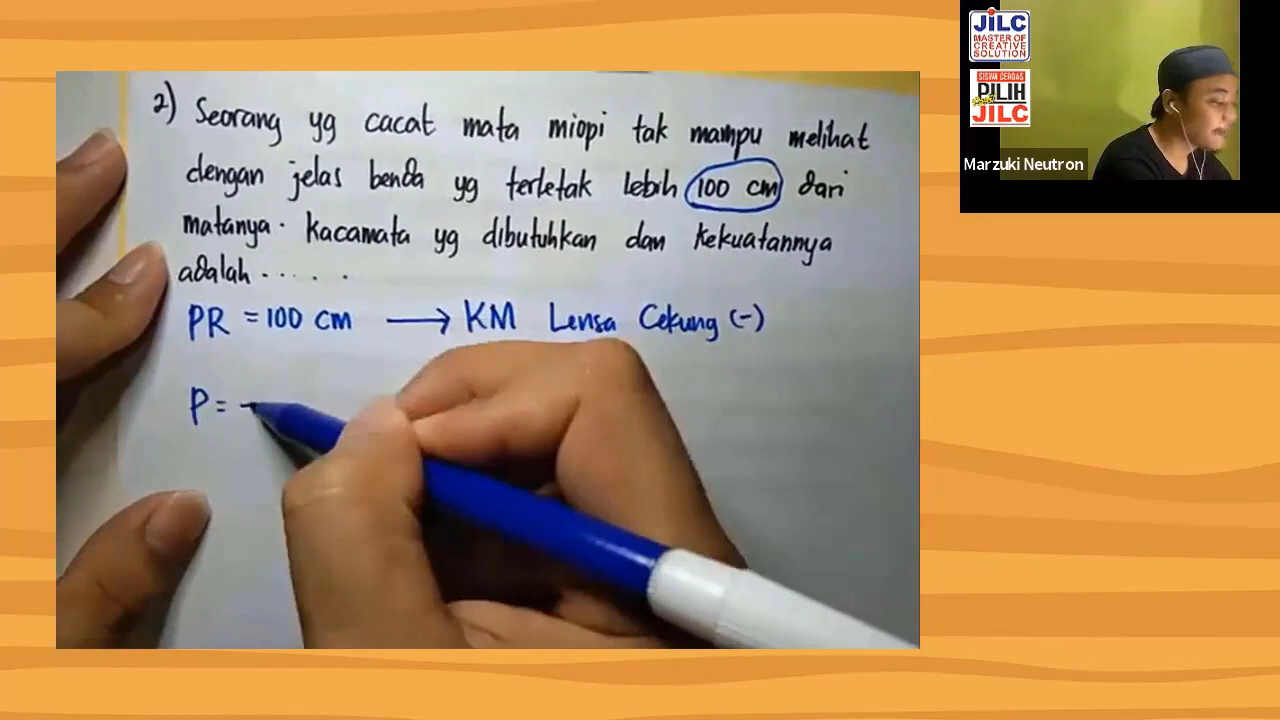 2) Seorang yg cacat mata miopi tak mampu melihat
dengan jelas benda yg terletak lebih 100 cm dari
matanya. Kacamata yg dibutuhkan dan kekuatannya
adalah . . . . .
PR = 100 cm → KM Lensa Cekung (-)
P = -
JILC
MASTER OF
CREATIVE
SOLUTION
SISWA CERDAS
PILIH
JILC
Marzuki Neutron